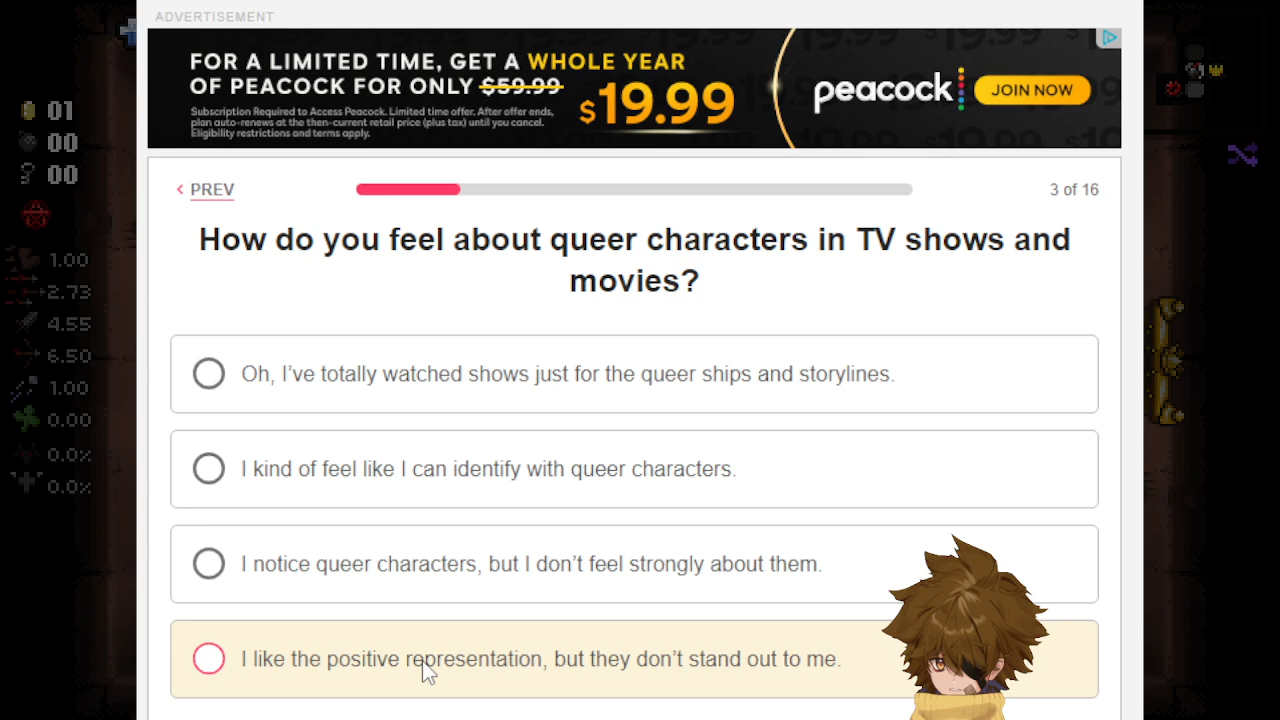 ADVERTISEMENT
FOR A LIMITED TIME, GET A WHOLE YEAR
OF PEACOCK FOR ONLY $59.99
$19.99
Subscription Required to Access Peacock. Limited time offer. After offer ends,
plan auto-renews at the then-current retail price (plus tax) until you cancel.
Eligibility restrictions and terms apply.
peacock
JOIN NOW
PREV
3 of 16
How do you feel about queer characters in TV shows and
movies?
Oh, I’ve totally watched shows just for the queer ships and storylines.
I kind of feel like I can identify with queer characters.
I notice queer characters, but I don’t feel strongly about them.
I like the positive representation, but they don’t stand out to me.
01
00
00
1.00
2.73
4.55
6.50
1.00
0.00
0.0%
0.0%